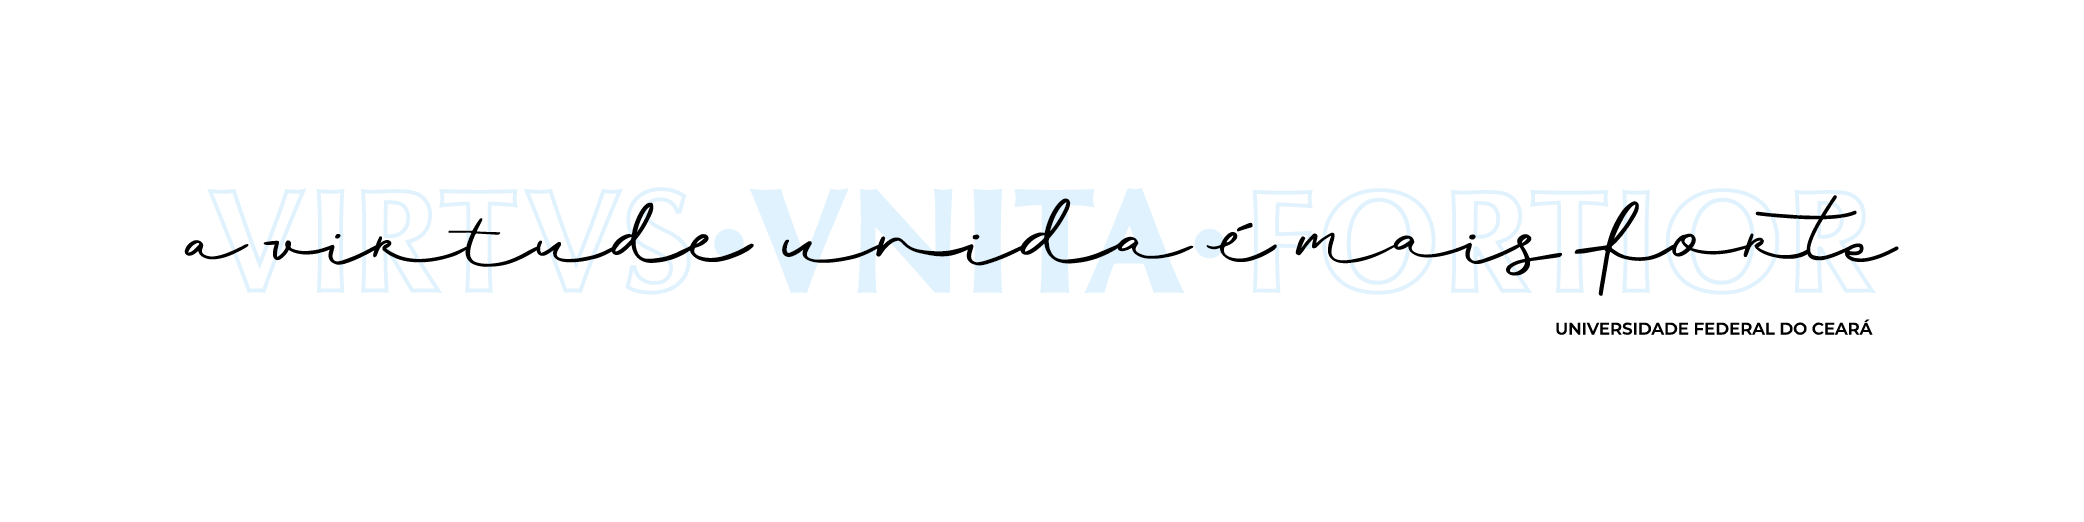 VIRTVS • VNITA • FORTIOR
a virtude unida é mais forte
UNIVERSIDADE FEDERAL DO CEARÁ